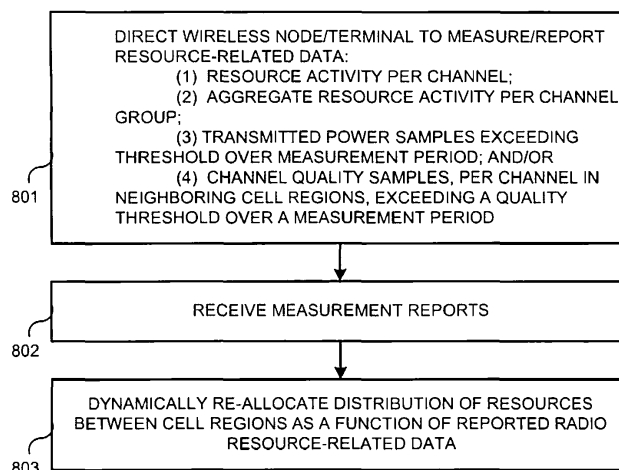 DIRECT WIRELESS NODE/TERMINAL TO MEASURE/REPORT
RESOURCE-RELATED DATA:
(1) RESOURCE ACTIVITY PER CHANNEL;
(2) AGGREGATE RESOURCE ACTIVITY PER CHANNEL
GROUP;
(3) TRANSMITTED POWER SAMPLES EXCEEDING
THRESHOLD OVER MEASUREMENT PERIOD; AND/OR
(4) CHANNEL QUALITY SAMPLES, PER CHANNEL IN
NEIGHBORING CELL REGIONS, EXCEEDING A QUALITY
THRESHOLD OVER A MEASUREMENT PERIOD
801
RECEIVE MEASUREMENT REPORTS
802
DYNAMICALLY RE-ALLOCATE DISTRIBUTION OF RESOURCES
BETWEEN CELL REGIONS AS A FUNCTION OF REPORTED RADIO
RESOURCE-RELATED DATA
803